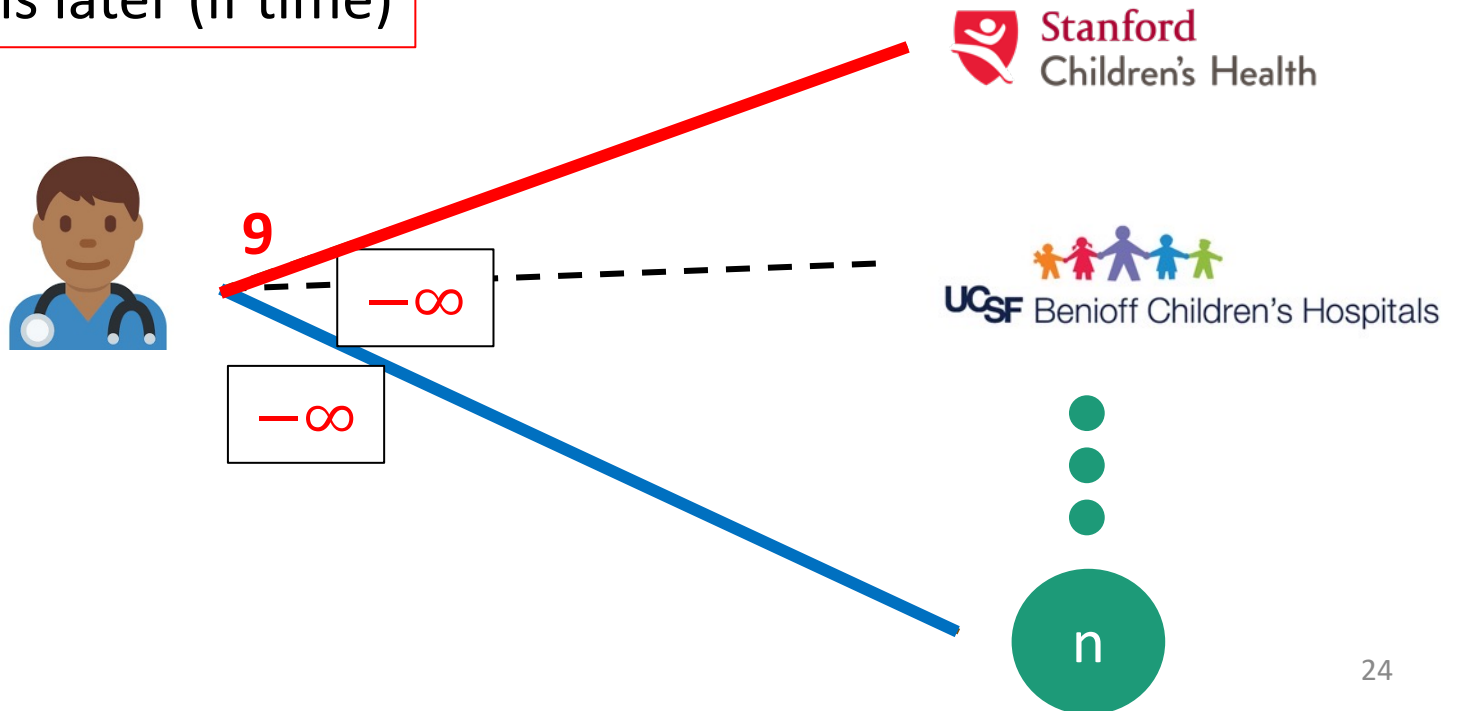 is later (if time)
Stanford
Children's Health
9
−∞
UCSF Benioff Children's Hospitals
−∞
n
24